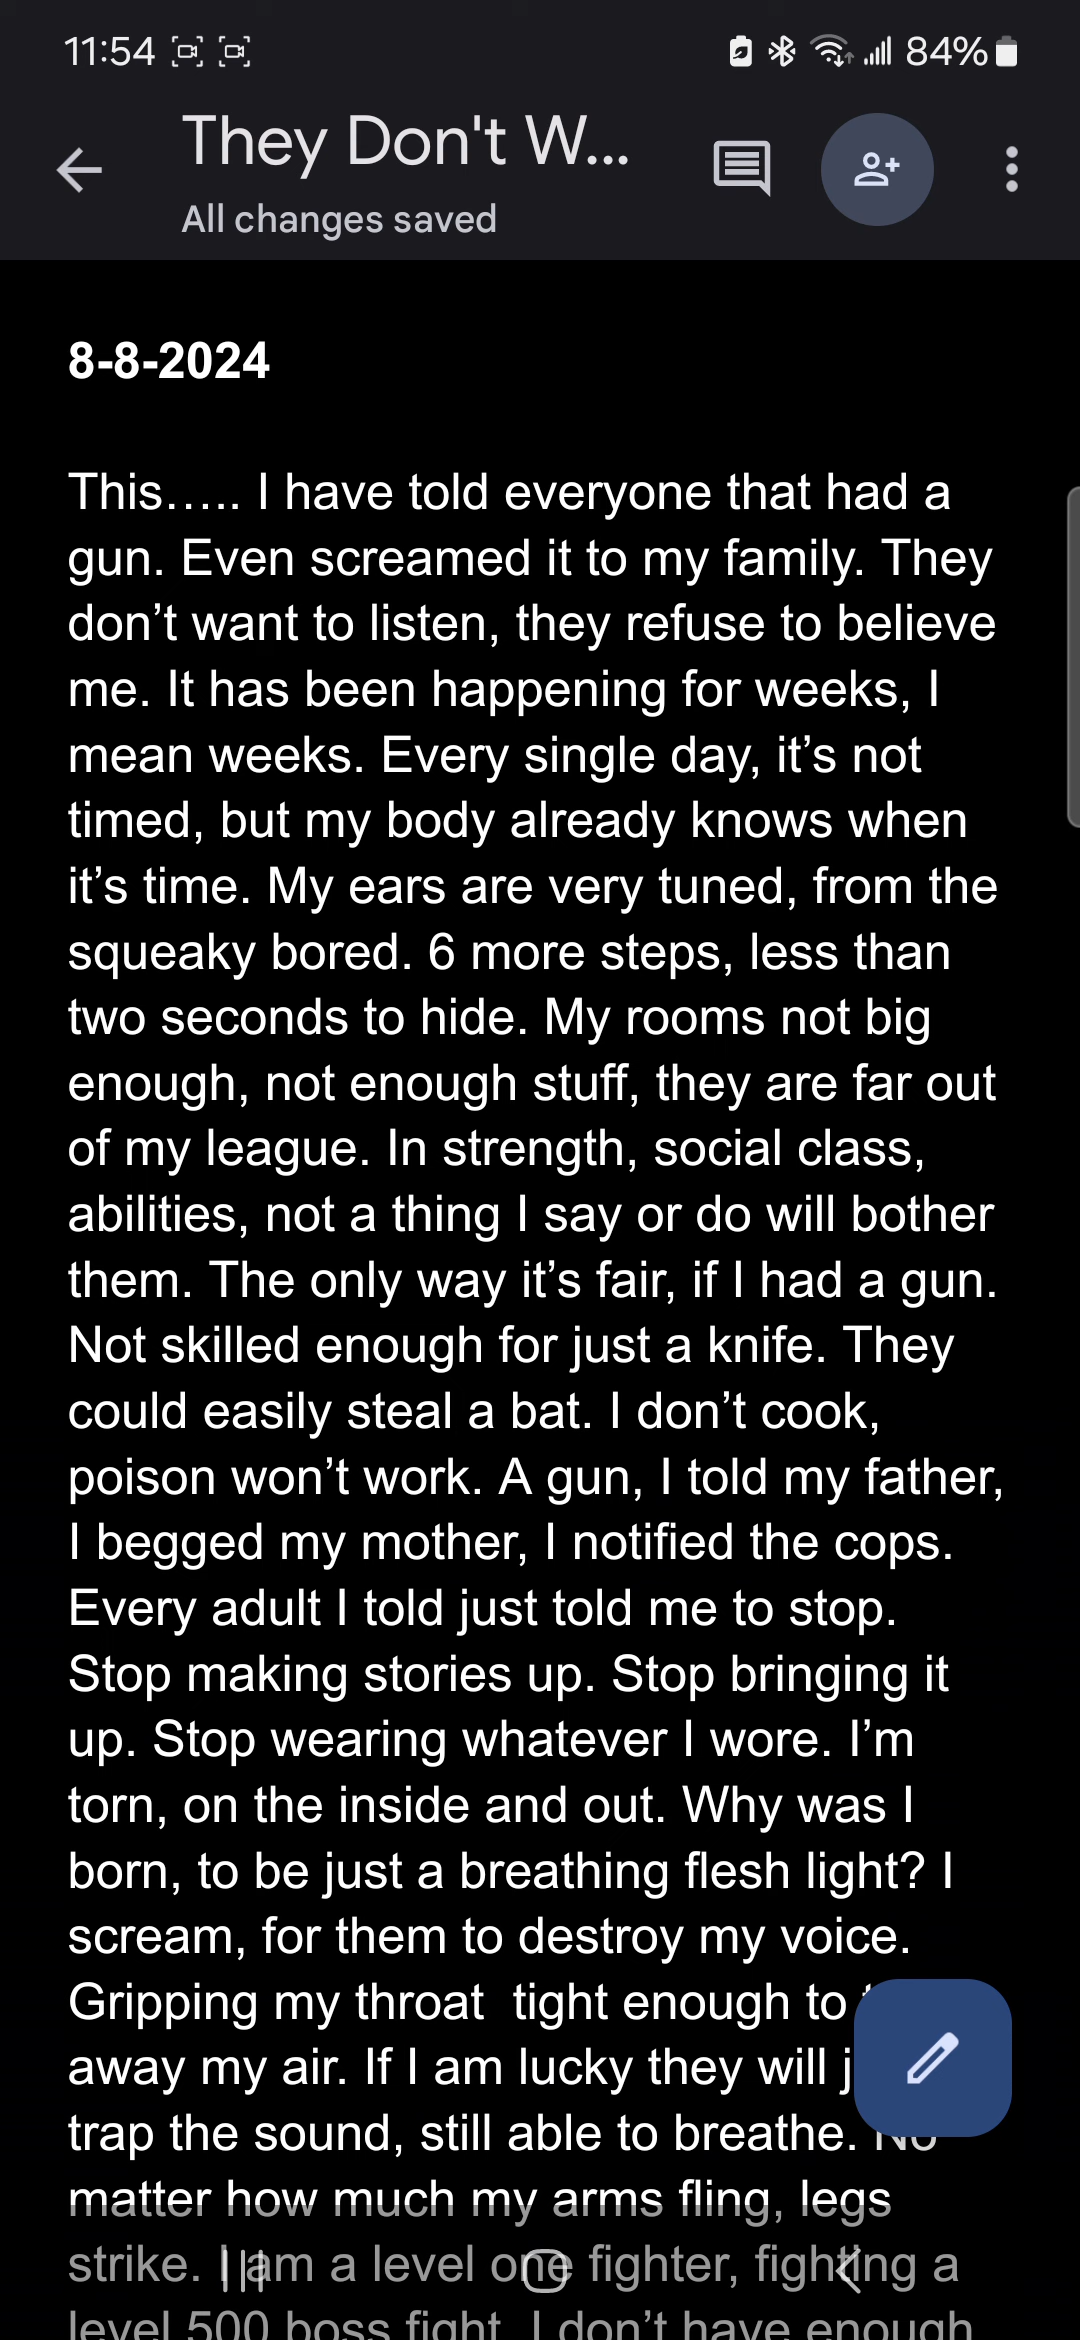 11:54
84%
They Don't W...
All changes saved
8-8-2024
This….. I have told everyone that had a
gun. Even screamed it to my family. They
don’t want to listen, they refuse to believe
me. It has been happening for weeks, I
mean weeks. Every single day, it’s not
timed, but my body already knows when
it’s time. My ears are very tuned, from the
squeaky bored. 6 more steps, less than
two seconds to hide. My rooms not big
enough, not enough stuff, they are far out
of my league. In strength, social class,
abilities, not a thing I say or do will bother
them. The only way it’s fair, if I had a gun.
Not skilled enough for just a knife. They
could easily steal a bat. I don’t cook,
poison won’t work. A gun, I told my father,
I begged my mother, I notified the cops.
Every adult I told just told me to stop.
Stop making stories up. Stop bringing it
up. Stop wearing whatever I wore. I’m
torn, on the inside and out. Why was I
born, to be just a breathing flesh light? I
scream, for them to destroy my voice.
Gripping my throat  tight enough to
away my air. If I am lucky they will
trap the sound, still able to breathe. No
matter how much my arms fling, legs
strike. I am a level one fighter, fighting a
level 500 boss fight. I don’t have enough